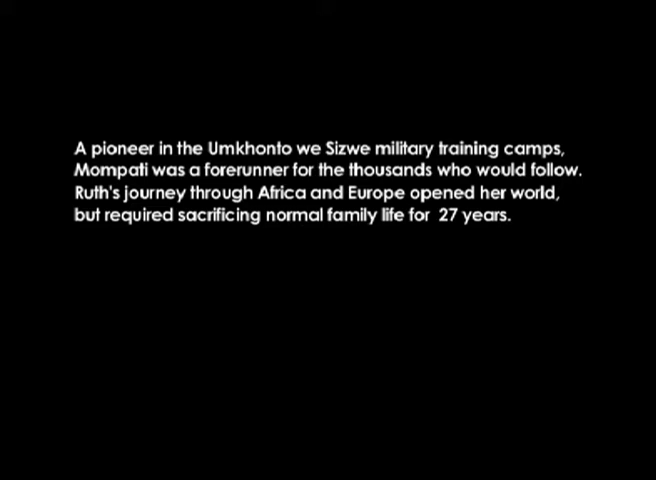 A pioneer in the Umkhonto we Sizwe military training camps,
Mompati was a forerunner for the thousands who would follow.
Ruth's journey through Africa and Europe opened her world,
but required sacrificing normal family life for 27 years.